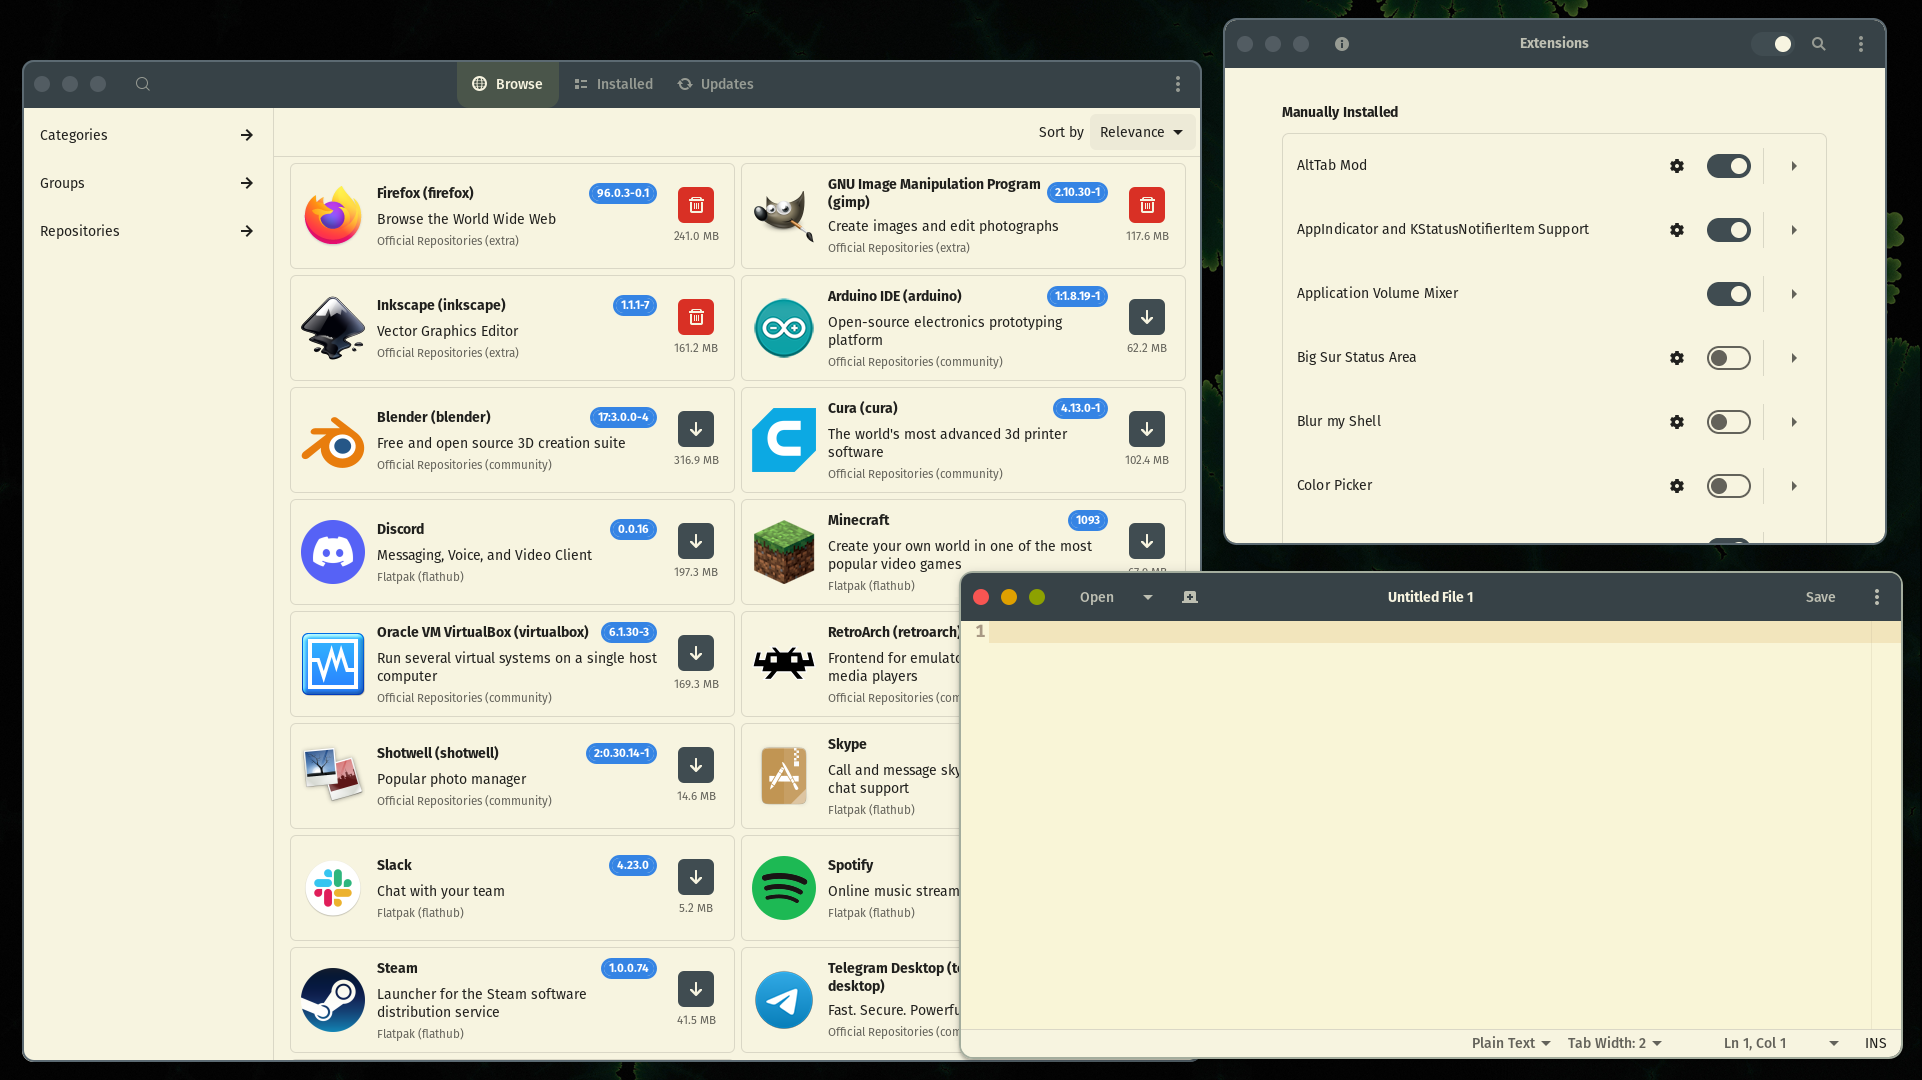 Browse
Installed
Updates
Categories
Groups
Repositories
Sort by
Relevance
Firefox (firefox)
96.0.3-0.1
Browse the World Wide Web
Official Repositories (extra)
241.0 MB
GNU Image Manipulation Program
(gimp)
2.10.30-1
Create images and edit photographs
Official Repositories (extra)
117.6 MB
Inkscape (inkscape)
1.1.1-7
Vector Graphics Editor
Official Repositories (extra)
161.2 MB
Arduino IDE (arduino)
1:1.8.19-1
Open-source electronics prototyping
platform
Official Repositories (community)
62.2 MB
Blender (blender)
17:3.0.0-4
Free and open source 3D creation suite
Official Repositories (community)
316.9 MB
Cura (cura)
4.13.0-1
The world's most advanced 3d printer
software
Official Repositories (community)
102.4 MB
Discord
0.0.16
Messaging, Voice, and Video Client
Flatpak (flathub)
197.3 MB
Minecraft
1093
Create your own world in one of the most
popular video games
Flatpak (flathub)
Oracle VM VirtualBox (virtualbox)
6.1.30-3
Run several virtual systems on a single host
computer
Official Repositories (community)
169.3 MB
RetroArch (retroarch)
Frontend for
media players
Official Repositories
Shotwell (shotwell)
2:0.30.14-1
Popular photo manager
Official Repositories (community)
14.6 MB
Skype
Call and message
chat support
Flatpak (flathub)
Slack
4.23.0
Chat with your team
Flatpak (flathub)
5.2 MB
Spotify
Online music stream
Flatpak (flathub)
Steam
1.0.0.74
Launcher for the Steam software
distribution service
Flatpak (flathub)
41.5 MB
Telegram Desktop
desktop)
Fast. Secure.
Official Repositories
Extensions
Manually Installed
AltTab Mod
AppIndicator and KStatusNotifierItem Support
Application Volume Mixer
Big Sur Status Area
Blur my Shell
Color Picker
Open
Untitled File 1
Save
1
Plain Text
Tab Width: 2
Ln 1, Col 1
INS